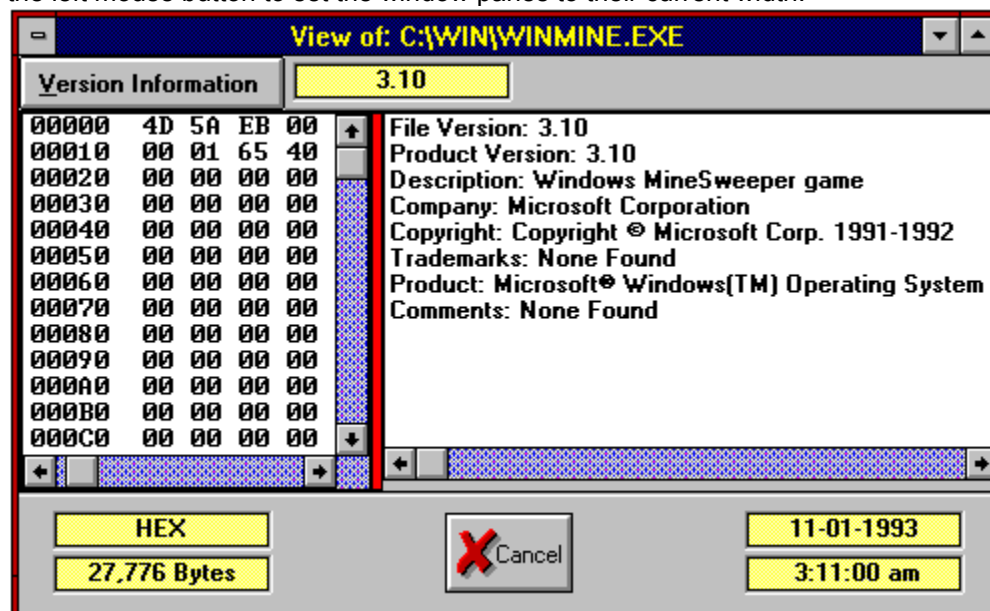 the left mouse button to set the window panes to their current width.
View of: C:\WIN\WINMINE.EXE
Version Information
3.10
00000 4D 5A EB 00
00010 00 01 65 40
00020 00 00 00 00
00030 00 00 00 00
00040 00 00 00 00
00050 00 00 00 00
00060 00 00 00 00
00070 00 00 00 00
00080 00 00 00 00
00090 00 00 00 00
000A0 00 00 00 00
000B0 00 00 00 00
000C0 00 00 00 00
File Version: 3.10
Product Version: 3.10
Description: Windows MineSweeper game
Company: Microsoft Corporation
Copyright: Copyright © Microsoft Corp. 1991-1992
Trademarks: None Found
Product: Microsoft® Windows(TM) Operating System
Comments: None Found
HEX
27,776 Bytes
Cancel
11-01-1993
3:11:00 am